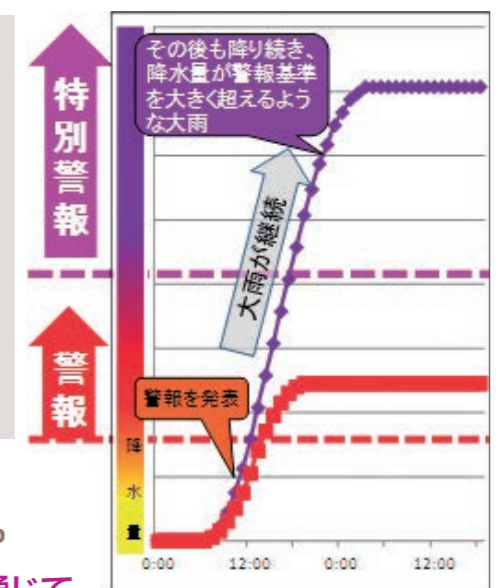 特別警報
警報
その後も降り続き、
降水量が警報基準
を大きく超えるよう
な大雨
大雨が継続
警報を発表
降水量
0:00 12:00 0:00 12:00
じて